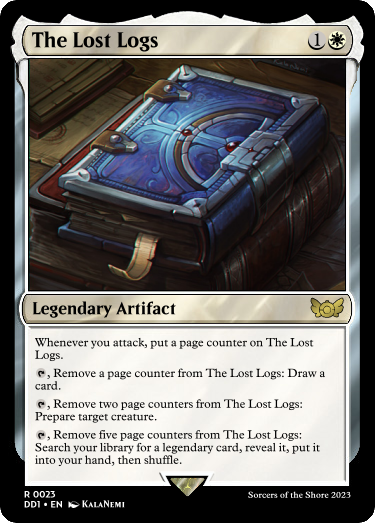 The Lost Logs 1
Legendary Artifact
Whenever you attack, put a page counter on The Lost
Logs.
, Remove a page counter from The Lost Logs: Draw a
card.
, Remove two page counters from The Lost Logs:
Prepare target creature.
, Remove five page counters from The Lost Logs:
Search your library for a legendary card, reveal it, put it
into your hand, then shuffle.
R 0023
DD1 • EN KALANEMI
Sorcers of the Shore 2023